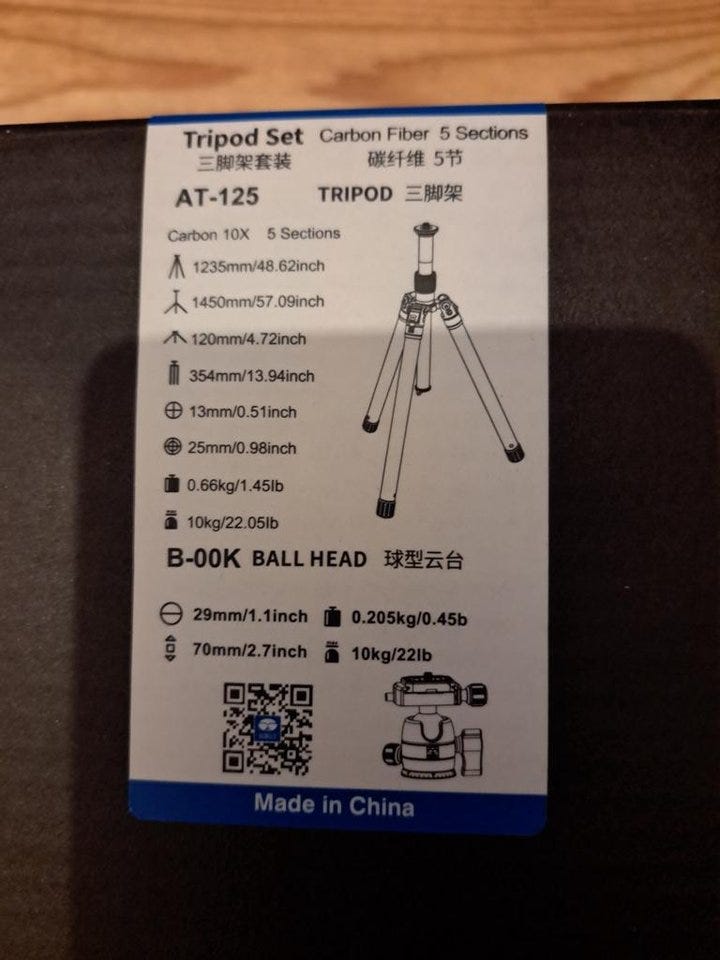 Tripod Set Carbon Fiber 5 Sections
三脚架套装 碳纤维 5节
AT-125 TRIPOD 三脚架
Carbon 10X 5 Sections
1235mm/48.62inch
1450mm/57.09inch
120mm/4.72inch
354mm/13.94inch
13mm/0.51inch
25mm/0.98inch
0.66kg/1.45lb
10kg/22.05lb
B-00K BALL HEAD 球型云台
29mm/1.1inch 0.205kg/0.45b
70mm/2.7inch 10kg/22lb
Made in China